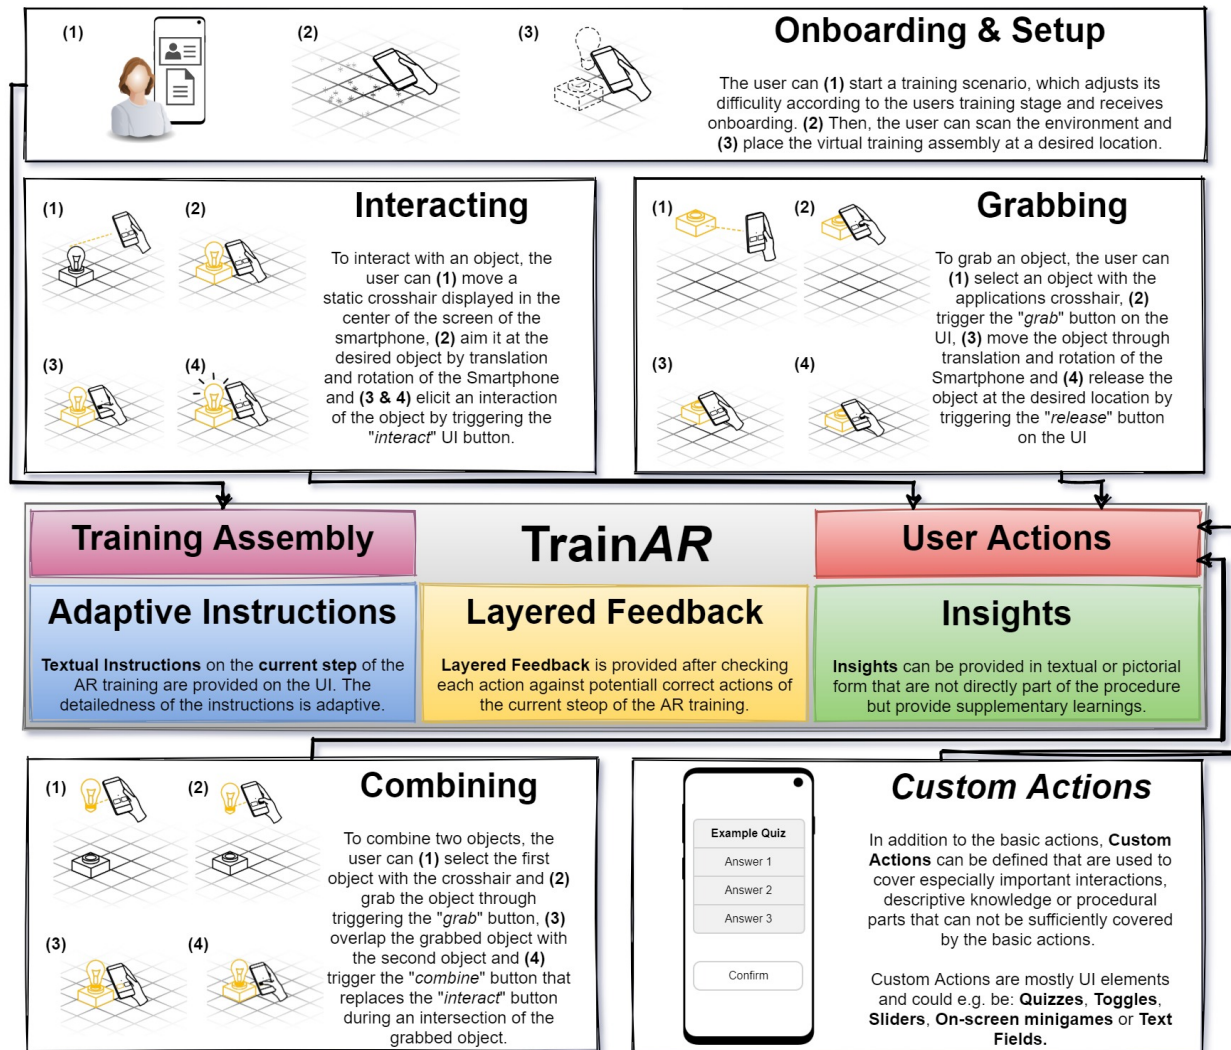 Onboarding & Setup
(1)
(2)
(3)
The user can (1) start a training scenario, which adjusts its
difficulity according to the users training stage and receives
onboarding. (2) Then, the user can scan the environment and
(3) place the virtual training assembly at a desired location.
Interacting
(1)
(2)
(3)
(4)
To interact with an object, the
user can (1) move a
static crosshair displayed in the
center of the screen of the
smartphone, (2) aim it at the
desired object by translation
and rotation of the Smartphone
and (3 & 4) elicit an interaction
of the object by triggering the
"interact" UI button.
Grabbing
(1)
(2)
(3)
(4)
To grab an object, the user can
(1) select an object with the
applications crosshair, (2)
trigger the "grab" button on the
UI, (3) move the object through
translation and rotation of the
Smartphone and (4) release the
object at the desired location by
triggering the "release" button
on the UI
Training Assembly
TrainAR
User Actions
Adaptive Instructions
Textual Instructions on the current step of the
AR training are provided on the UI. The
detailedness of the instructions is adaptive.
Layered Feedback
Layered Feedback is provided after checking
each action against potentiall correct actions of
the current steop of the AR training.
Insights
Insights can be provided in textual or pictorial
form that are not directly part of the procedure
but provide supplementary learnings.
Combining
(1)
(2)
(3)
(4)
To combine two objects, the
user can (1) select the first
object with the crosshair and (2)
grab the object through
triggering the "grab" button, (3)
overlap the grabbed object with
the second object and (4)
trigger the "combine" button that
replaces the "interact" button
during an intersection of the
grabbed object.
Example Quiz
Answer 1
Answer 2
Answer 3
Confirm
Custom Actions
In addition to the basic actions, Custom
Actions can be defined that are used to
cover especially important interactions,
descriptive knowledge or procedural
parts that can not be sufficiently covered
by the basic actions.
Custom Actions are mostly UI elements
and could e.g. be: Quizzes, Toggles,
Sliders, On-screen minigames or Text
Fields.